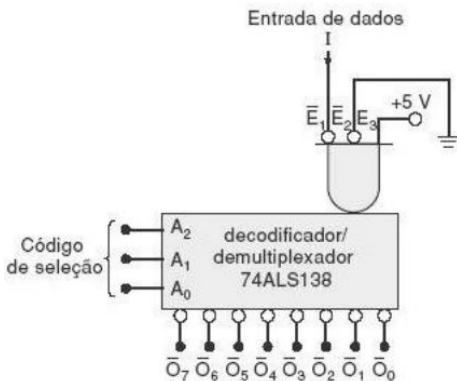 Entrada de dados
I
+5 V
E̅₁ E̅₂ E₃
A₂
A₁
A₀
Código
de seleção
decodificador/
demultiplexador
74ALS138
O̅₇ O̅₆ O̅₅ O̅₄ O̅₃ O̅₂ O̅₁ O̅₀